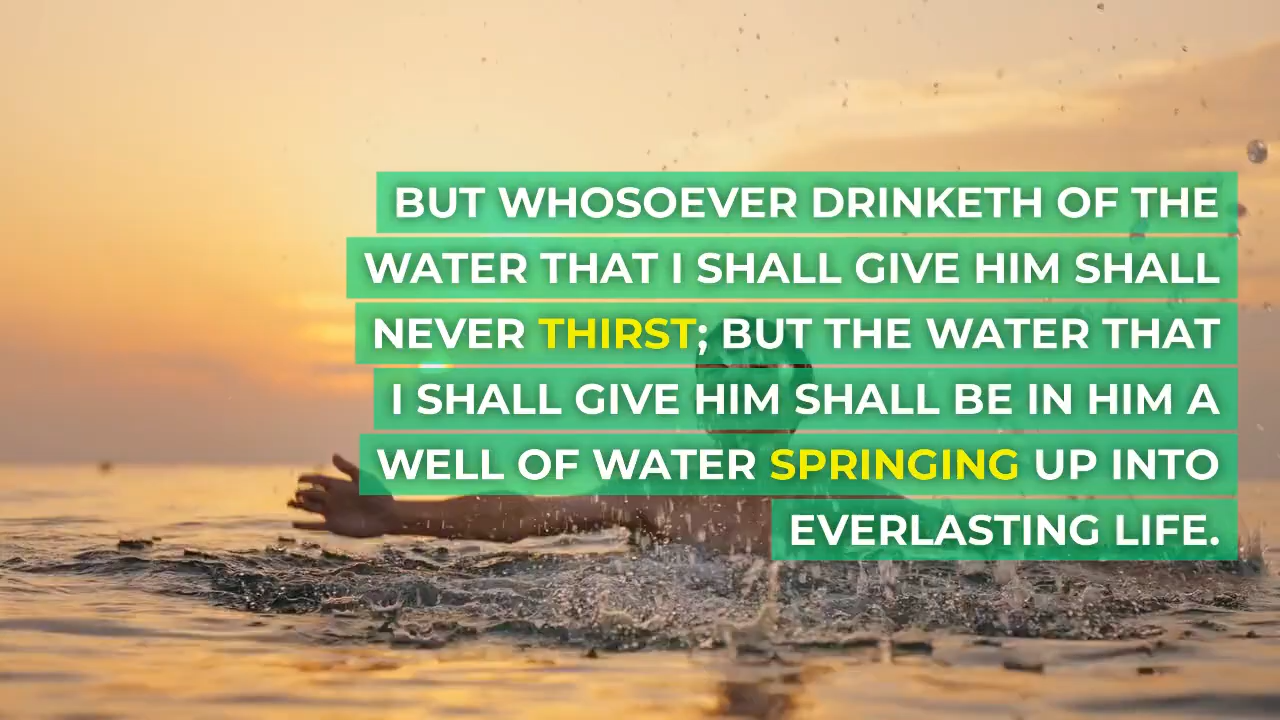 BUT WHOSOEVER DRINKETH OF THE
WATER THAT I SHALL GIVE HIM SHALL
NEVER THIRST; BUT THE WATER THAT
I SHALL GIVE HIM SHALL BE IN HIM A
WELL OF WATER SPRINGING UP INTO
EVERLASTING LIFE.